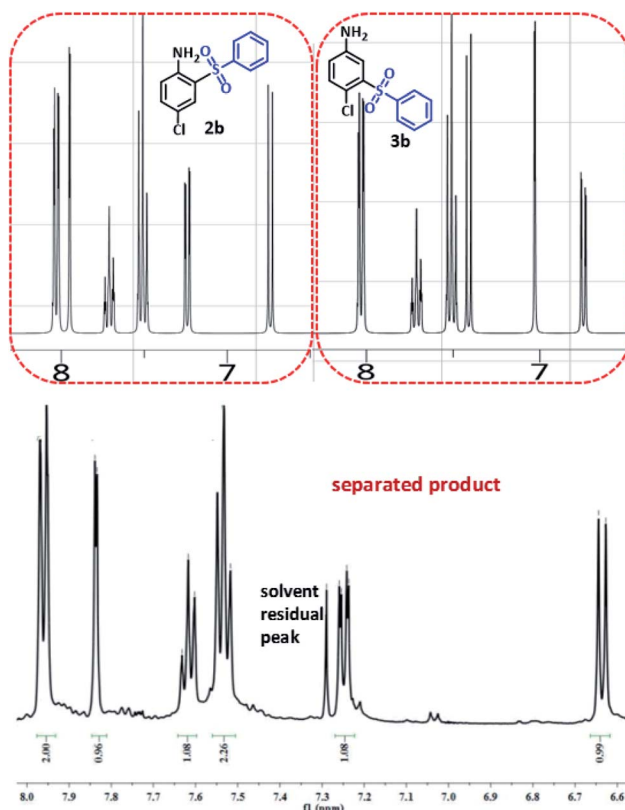 NH₂
O
S
O
Cl
2b
NH₂
O
S
O
Cl
3b
8
7
8
7
separated product
solvent
residual
peak
2.00
0.96
1.08
2.26
1.08
0.99
8.0 7.9 7.8 7.7 7.6 7.5 7.4 7.3 7.2 7.1 7.0 6.9 6.8 6.7 6.6
f1 (ppm)